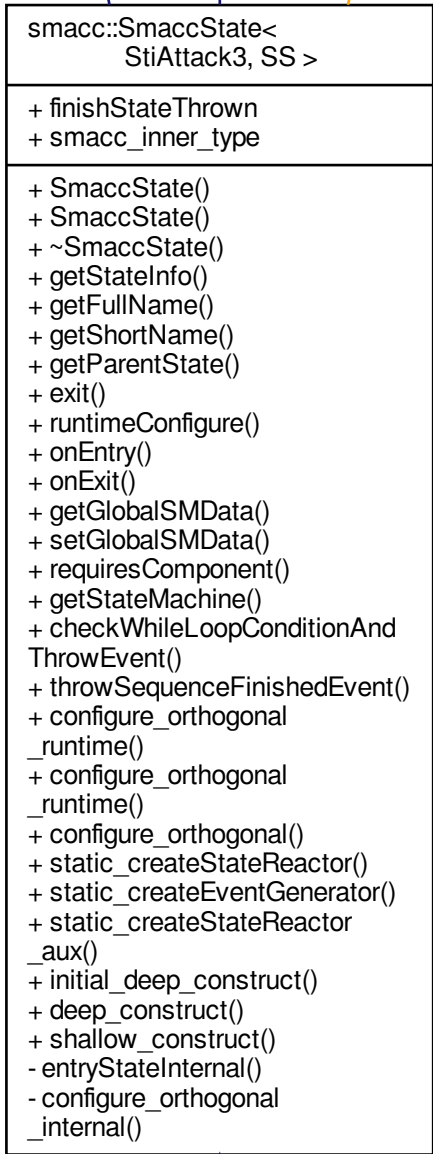 smacc::SmaccState<
StiAttack3, SS >
+ finishStateThrown
+ smacc_inner_type
+ SmaccState()
+ SmaccState()
+ ~SmaccState()
+ getStateInfo()
+ getFullName()
+ getShortName()
+ getParentState()
+ exit()
+ runtimeConfigure()
+ onEntry()
+ onExit()
+ getGlobalSMData()
+ setGlobalSMData()
+ requiresComponent()
+ getStateMachine()
+ checkWhileLoopConditionAnd
ThrowEvent()
+ throwSequenceFinishedEvent()
+ configure_orthogonal
_runtime()
+ configure_orthogonal
_runtime()
+ configure_orthogonal()
+ static_createStateReactor()
+ static_createEventGenerator()
+ static_createStateReactor
_aux()
+ initial_deep_construct()
+ deep_construct()
+ shallow_construct()
- entryStateInternal()
- configure_orthogonal
_internal()